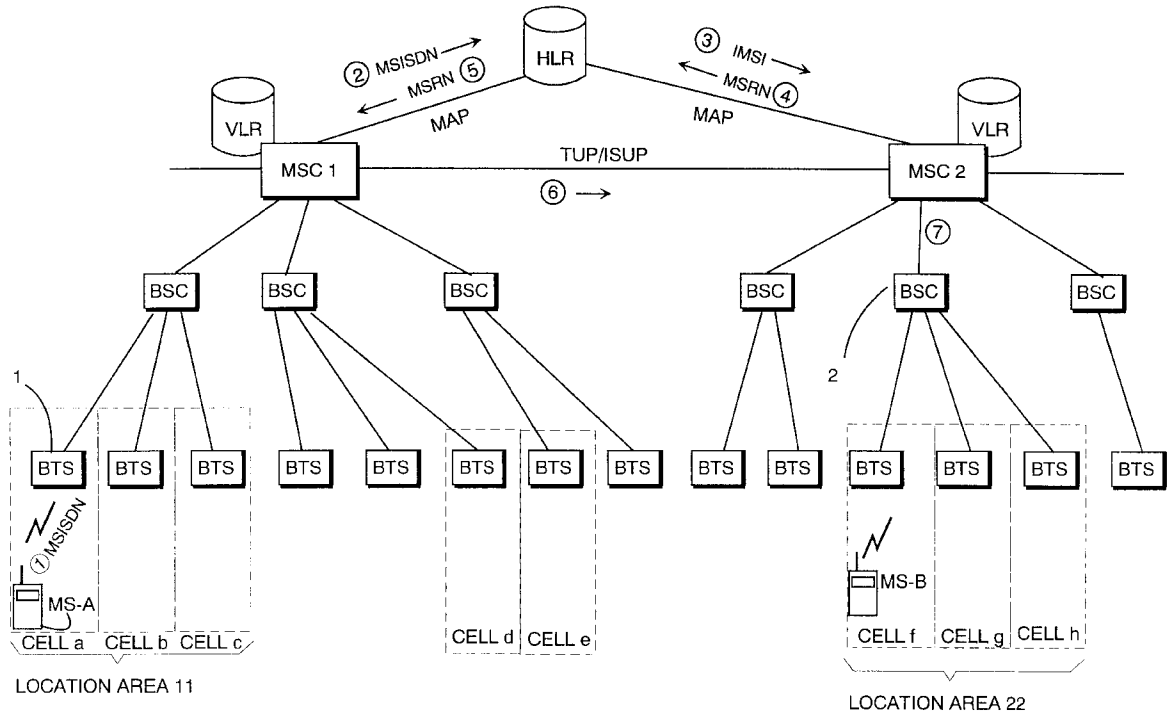 HLR
② MSISDN
MSRN ⑤
MAP
③ IMSI
MSRN ④
MAP
VLR
VLR
MSC 1
TUP/ISUP
⑥
MSC 2
⑦
BSC
BSC
BSC
BSC
BSC
BSC
1
2
BTS
BTS
BTS
BTS
BTS
BTS
BTS
BTS
BTS
BTS
BTS
BTS
BTS
BTS
① MSISDN
MS-A
MS-B
CELL a
CELL b
CELL c
CELL d
CELL e
CELL f
CELL g
CELL h
LOCATION AREA 11
LOCATION AREA 22